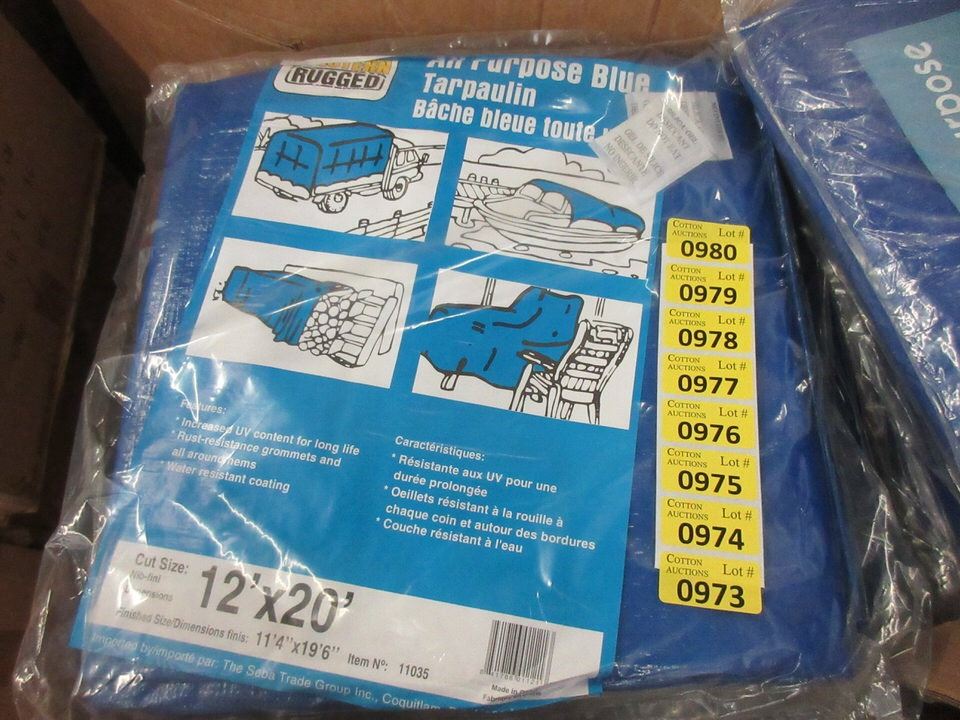 RUGGED
All Purpose Blue
Tarpaulin
Bâche bleue toute
Features:
* Increased UV content for long life
* Rust-resistance grommets and
all around hems
* Water resistant coating
Caractéristiques:
* Résistante aux UV pour une
durée prolongée
* Oeillets résistant à la rouille à
chaque coin et autour des bordures
* Couche résistant à l'eau
Cut Size:
12'x20'
Finished Size/Dimensions finis: 11'4"x19'6"
Item Nº: 11035
Imported by/importé par: The Saba Trade Group Inc., Coquitlam,
Made in
DO NOT EAT
COTTON AUCTIONS Lot #
0980
COTTON AUCTIONS Lot #
0979
COTTON AUCTIONS Lot #
0978
COTTON AUCTIONS Lot #
0977
COTTON AUCTIONS Lot #
0976
COTTON AUCTIONS Lot #
0975
COTTON AUCTIONS Lot #
0974
COTTON AUCTIONS Lot #
0973